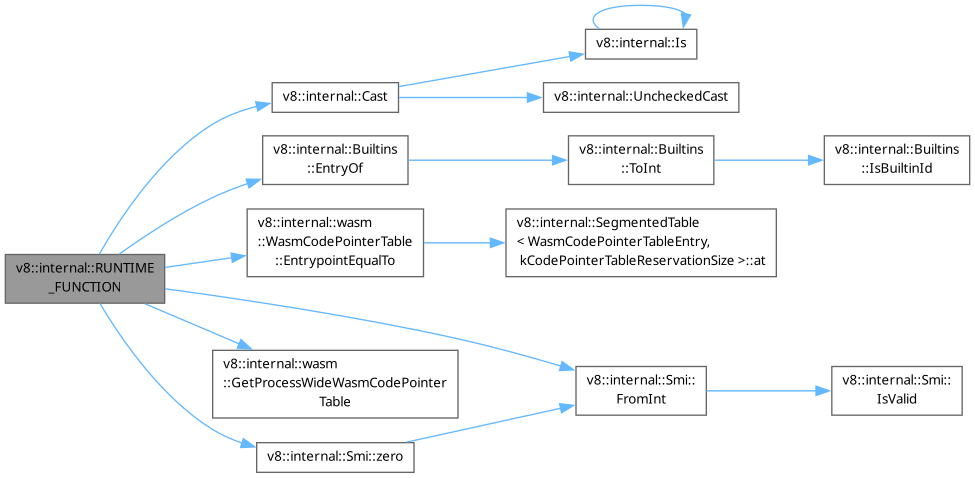 v8::internal::Is
v8::internal::Cast
v8::internal::UncheckedCast
v8::internal::Builtins
::EntryOf
v8::internal::Builtins
::ToInt
v8::internal::Builtins
::IsBuiltinId
v8::internal::wasm
::WasmCodePointerTable
::EntrypointEqualTo
v8::internal::SegmentedTable
< WasmCodePointerTableEntry,
kCodePointerTableReservationSize >::at
v8::internal::RUNTIME
_FUNCTION
v8::internal::wasm
::GetProcessWideWasmCodePointer
Table
v8::internal::Smi::
FromInt
v8::internal::Smi::
IsValid
v8::internal::Smi::zero